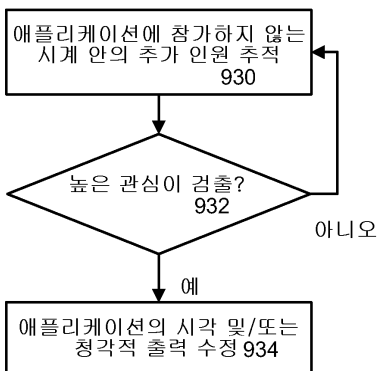 애플리케이션에 참가하지 않는
시계 안의 추가 인원 추적
930
높은 관심이 검출?
932
아니오
예
애플리케이션의 시각 및/또는
청각적 출력 수정 934